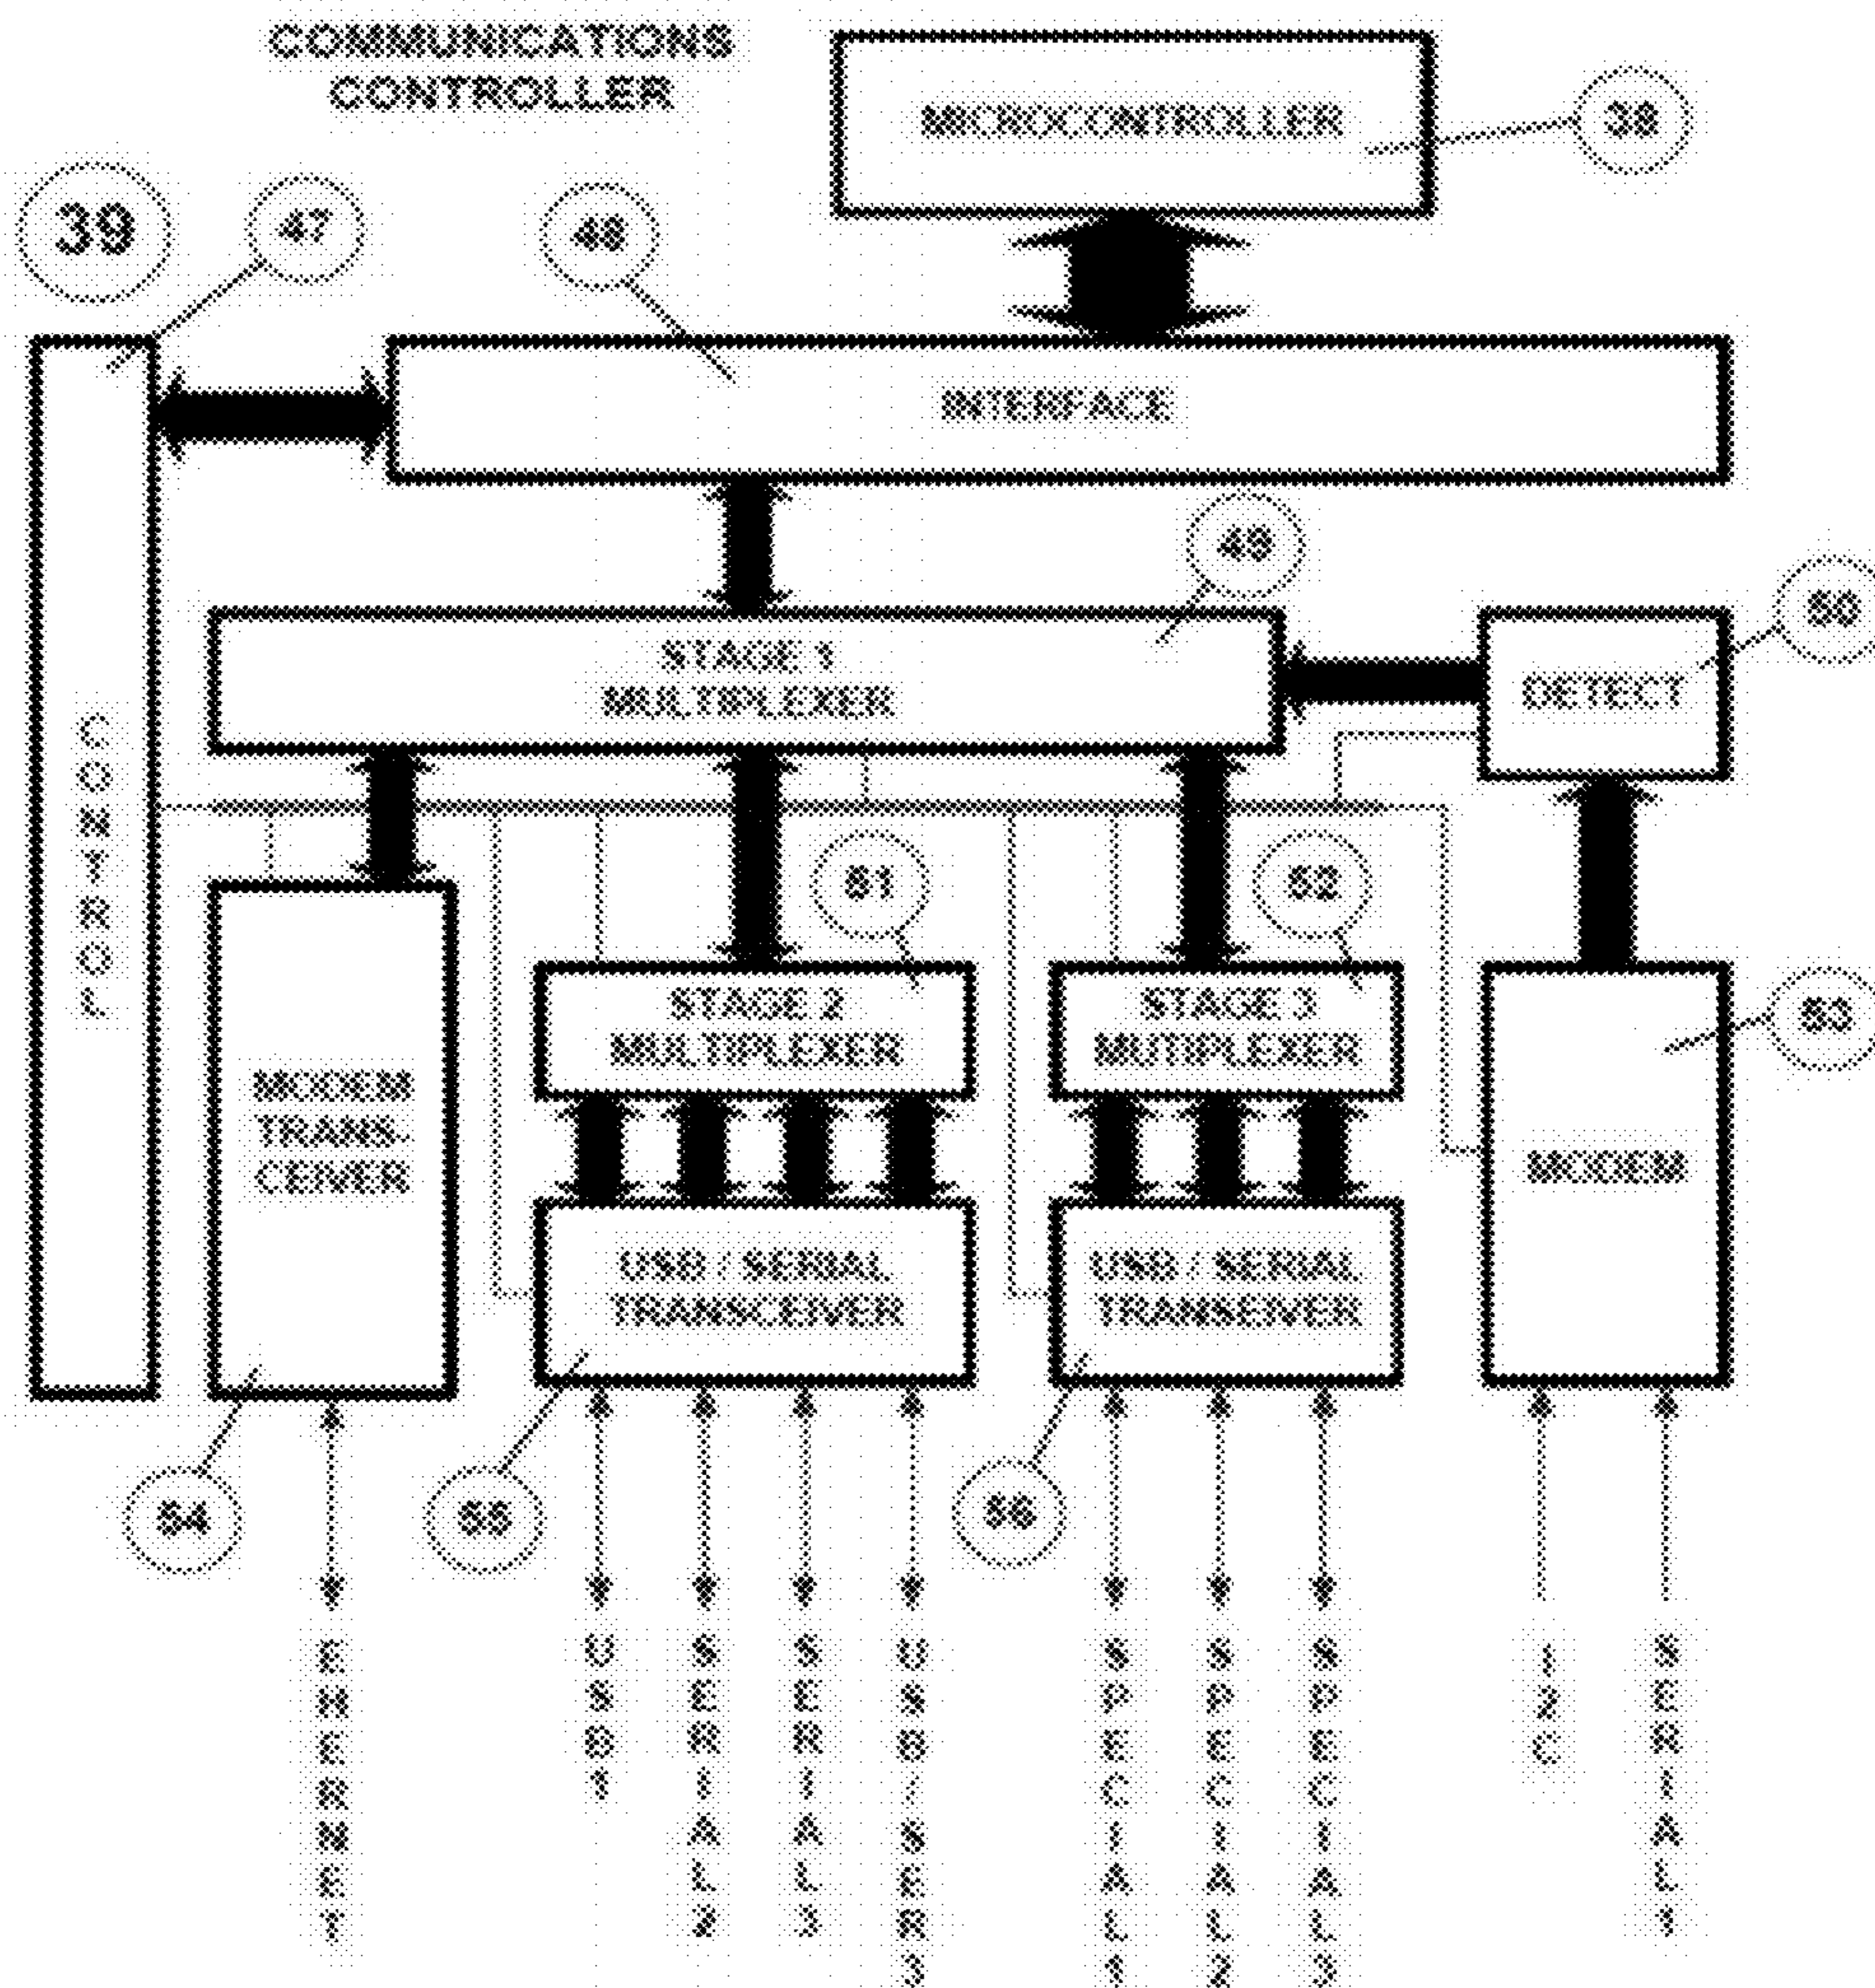 COMMUNICATIONS
CONTROLLER
MICROCONTROLLER
38
39
47
48
INTERFACE
49
50
STAGE 1
MULTIPLEXER
DETECT
CONTROL
51
52
53
STAGE 2
MULTIPLEXER
STAGE 3
MUTIPLEXER
MODEM
TRANS-
CEIVER
MODEM
USB / SERIAL
TRANSCEIVER
USB / SERIAL
TRANSEIVER
54
55
56
EHERNET
USB1
SERIAL2
SERIAL3
USB/SER3
SPECIAL1
SPECIAL2
SPECIAL3
I2C
SERIAL1